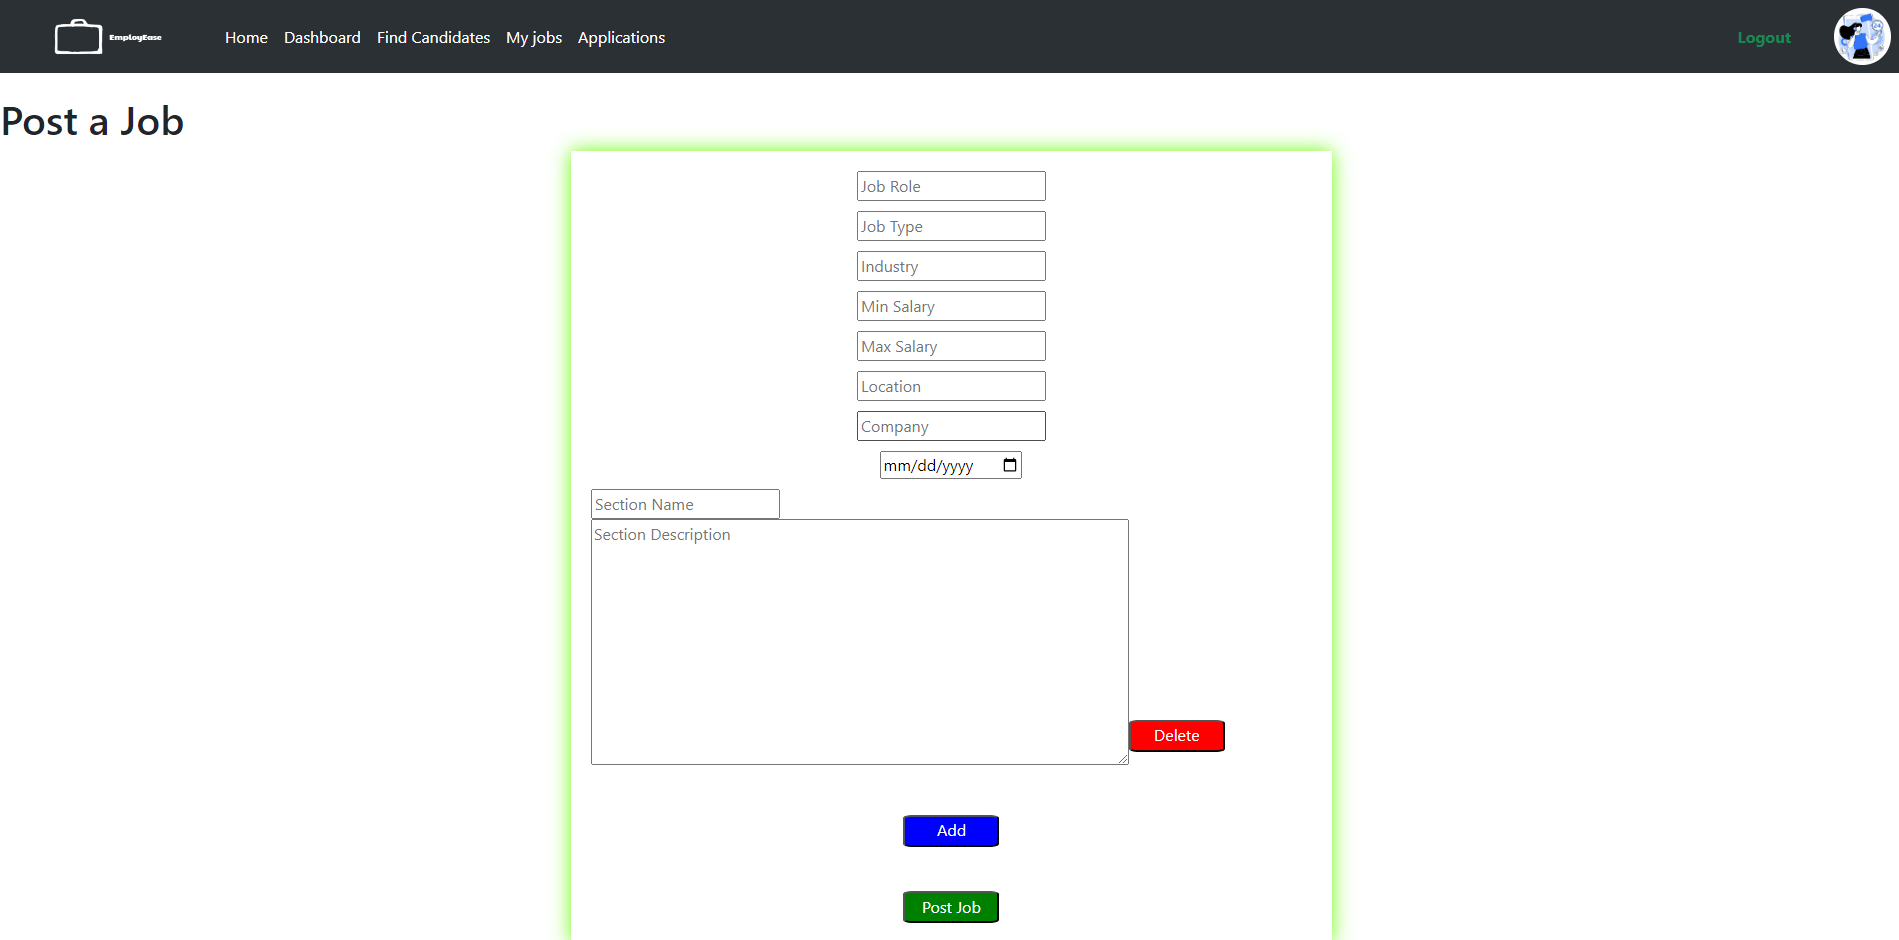 EmployEase Home Dashboard Find Candidates My jobs Applications Logout
Post a Job
Job Role
Job Type
Industry
Min Salary
Max Salary
Location
Company
mm/dd/yyyy
Section Name
Section Description
Delete
Add
Post Job